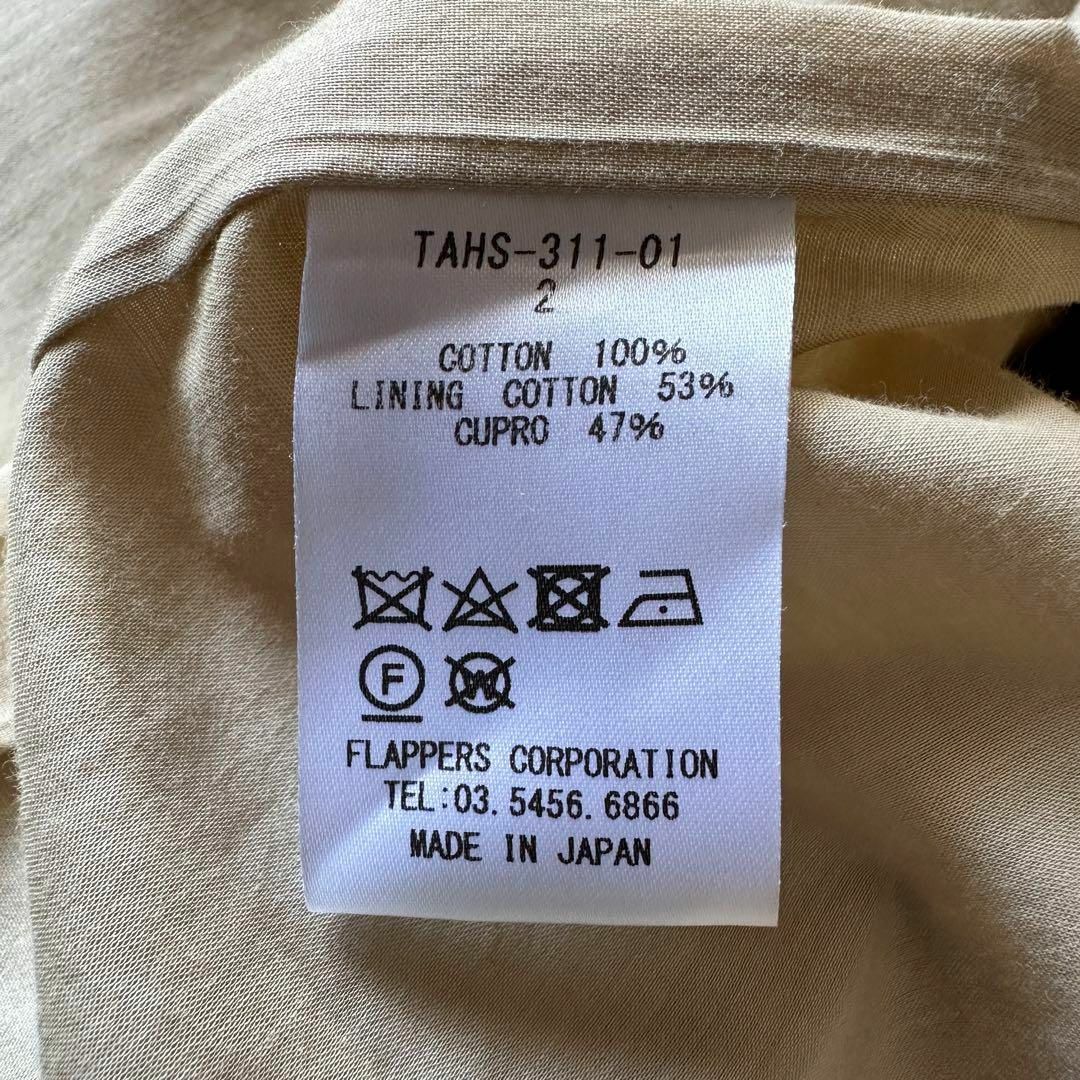 TAHS-311-01
2
COTTON 100%
LINING COTTON 53%
CUPRO 47%
F W
FLAPPERS CORPORATION
TEL:03.5456.6866
MADE IN JAPAN